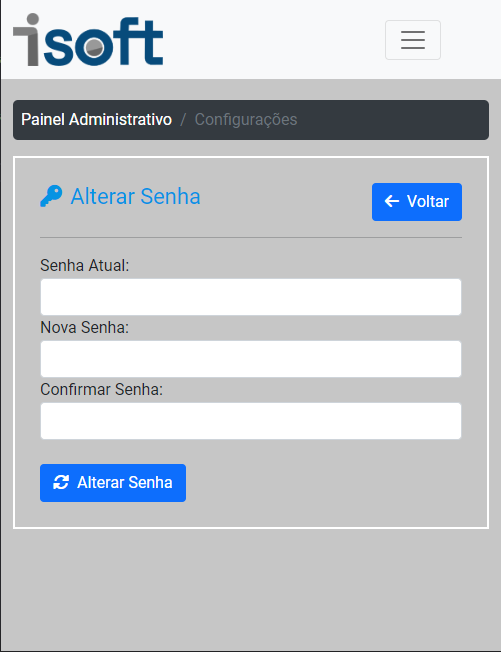 isoft
Painel Administrativo / Configurações
Alterar Senha
Voltar
Senha Atual:
Nova Senha:
Confirmar Senha:
Alterar Senha